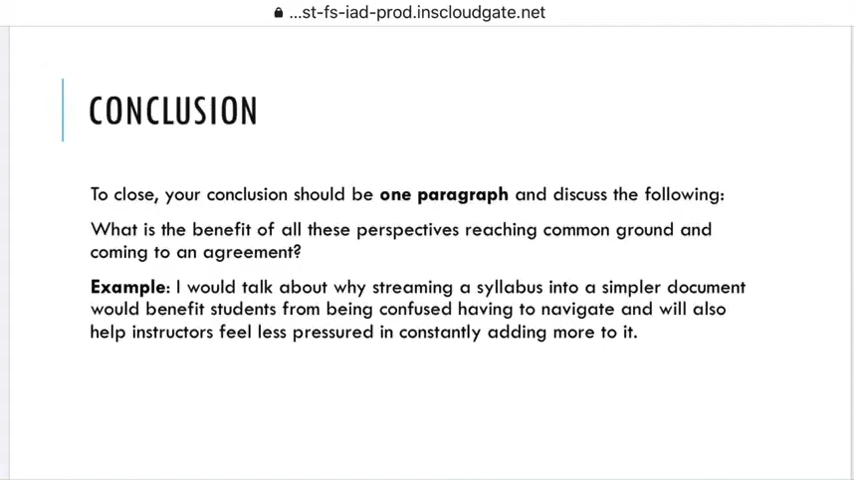 ...st-fs-iad-prod.inscloudgate.net
CONCLUSION
To close, your conclusion should be one paragraph and discuss the following:
What is the benefit of all these perspectives reaching common ground and
coming to an agreement?
Example: I would talk about why streaming a syllabus into a simpler document
would benefit students from being confused having to navigate and will also
help instructors feel less pressured in constantly adding more to it.